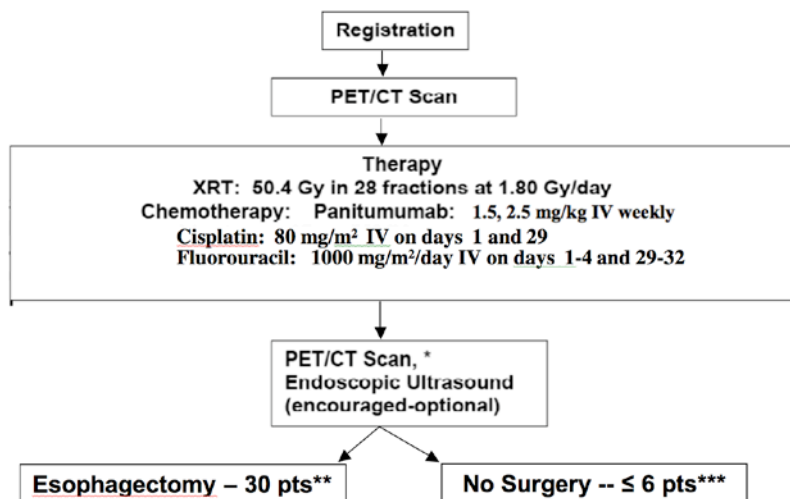 Registration
PET/CT Scan
Therapy
XRT: 50.4 Gy in 28 fractions at 1.80 Gy/day
Chemotherapy: Panitumumab: 1.5, 2.5 mg/kg IV weekly
Cisplatin: 80 mg/m² IV on days 1 and 29
Fluorouracil: 1000 mg/m²/day IV on days 1-4 and 29-32
PET/CT Scan, *
Endoscopic Ultrasound
(encouraged-optional)
Esophagectomy – 30 pts**
No Surgery -- ≤ 6 pts***